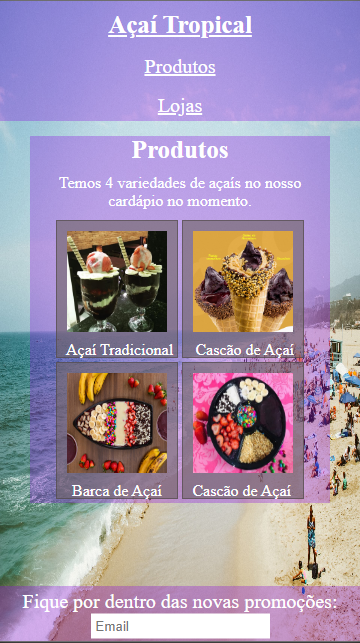 Açaí Tropical
Produtos
Lojas
Produtos
Temos 4 variedades de açaís no nosso
cardápio no momento.
Açaí Tradicional
Cascão de Açaí
Barca de Açaí
Cascão de Açaí
Fique por dentro das novas promoções:
Email